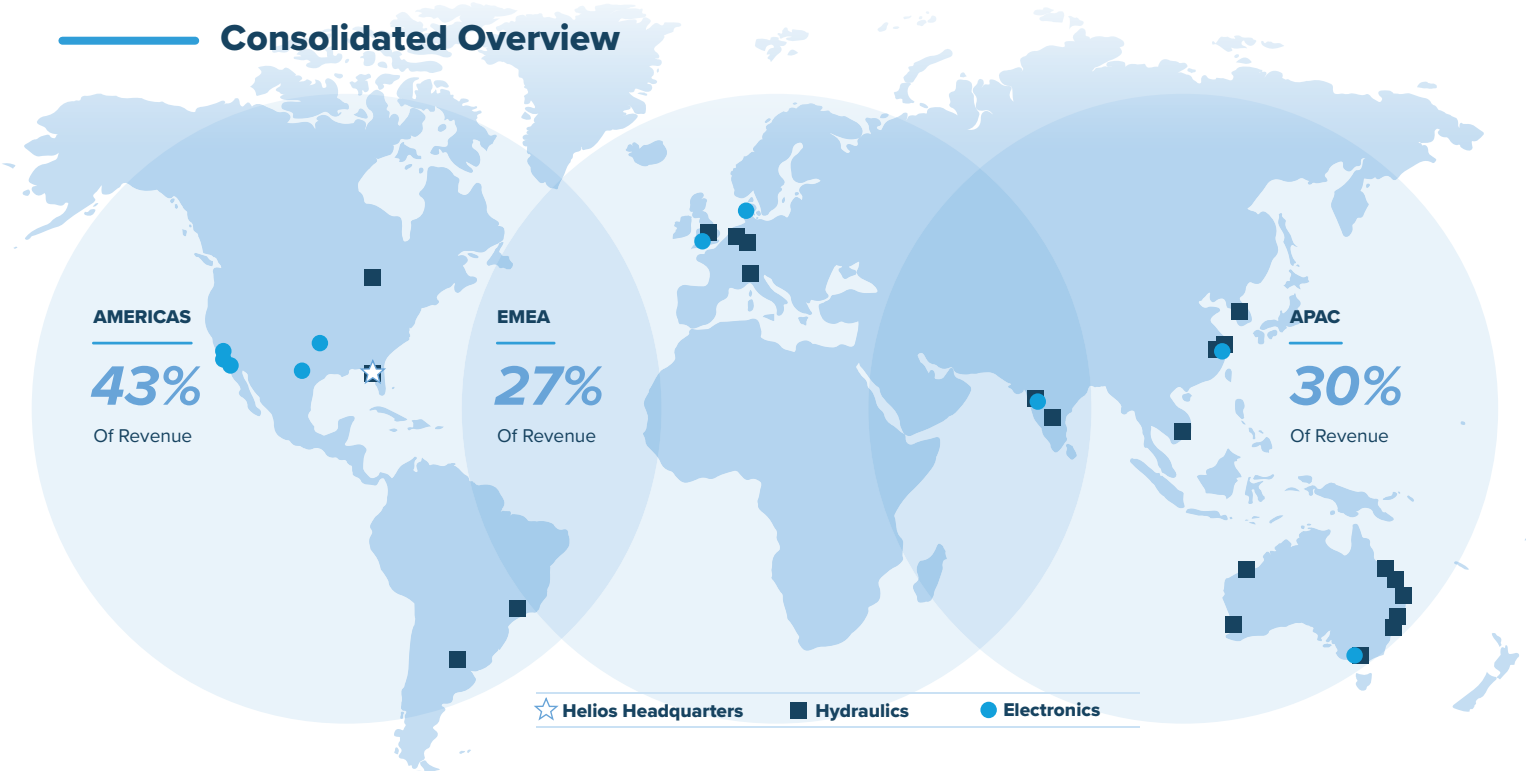 Consolidated Overview
AMERICAS
43%
Of Revenue
EMEA
27%
Of Revenue
APAC
30%
Of Revenue
Helios Headquarters
Hydraulics
Electronics